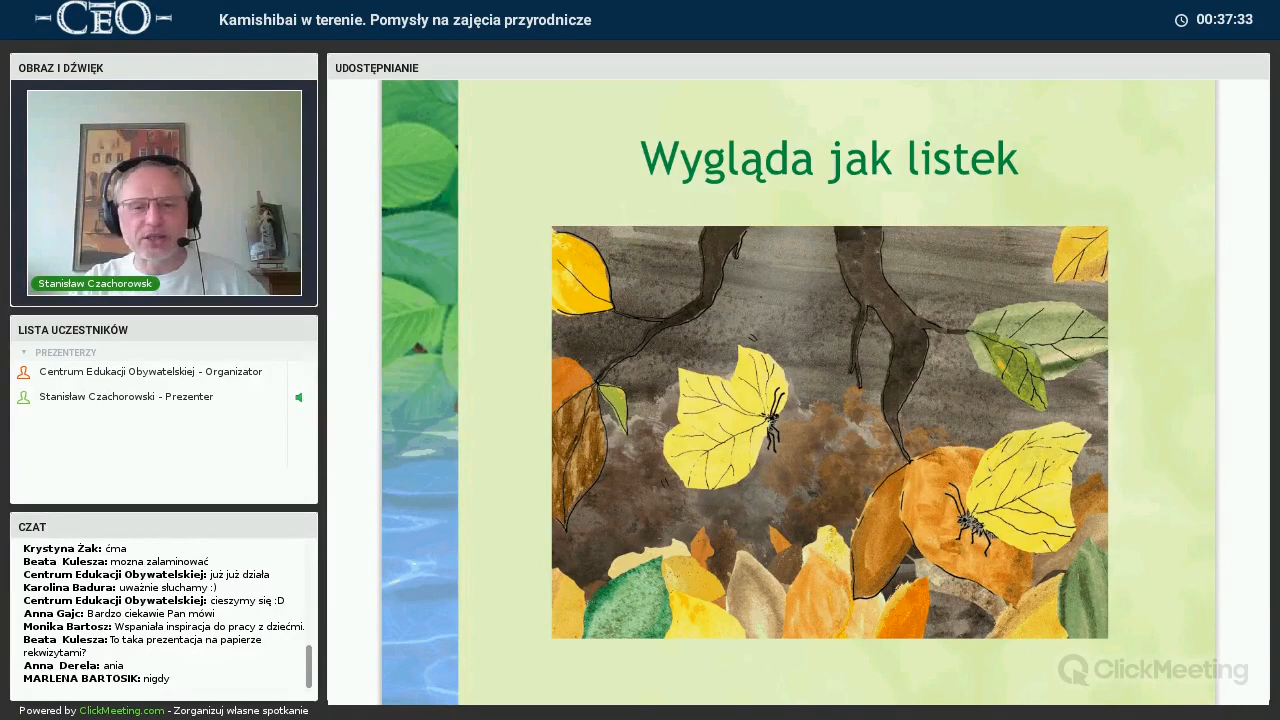 CEO
Kamishibai w terenie. Pomysły na zajęcia przyrodnicze
00:37:33
OBRAZ I DŹWIĘK
Stanisław Czachorowsk
LISTA UCZESTNIKÓW
PREZENTERZY
Centrum Edukacji Obywatelskiej - Organizator
Stanisław Czachorowski - Prezenter
CZAT
Krystyna Żak: ćma
Beata Kulesza: mozna zalaminować
Centrum Edukacji Obywatelskiej: już już działa
Karolina Badura: uważnie słuchamy :)
Centrum Edukacji Obywatelskiej: cieszymy się :D
Anna Gajc: Bardzo ciekawie Pan mówi
Monika Bartosz: Wspaniała inspiracja do pracy z dziećmi.
Beata Kulesza: To taka prezentacja na papierze
rekwizytami?
Anna Derela: ania
MARLENA BARTOSIK: nigdy
Powered by ClickMeeting.com - Zorganizuj własne spotkanie
UDOSTĘPNIANIE
Wygląda jak listek
ClickMeeting